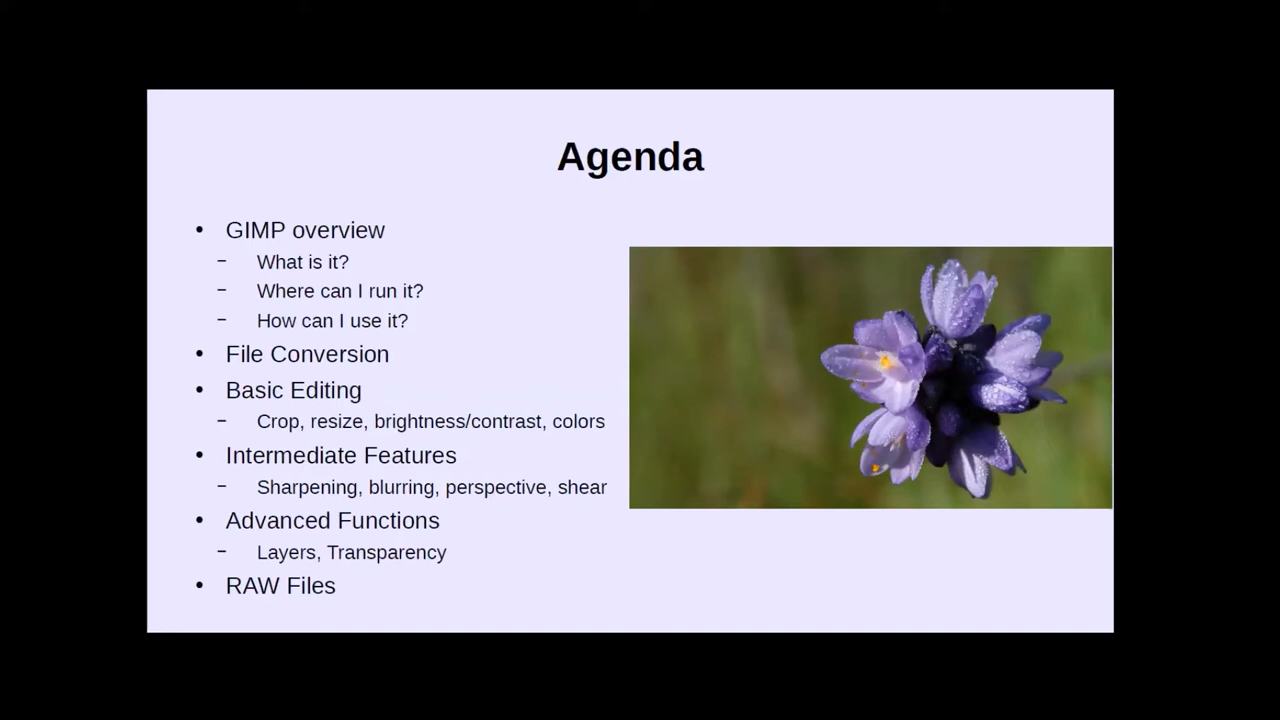 Agenda
• GIMP overview
– What is it?
– Where can I run it?
– How can I use it?
• File Conversion
• Basic Editing
– Crop, resize, brightness/contrast, colors
• Intermediate Features
– Sharpening, blurring, perspective, shear
• Advanced Functions
– Layers, Transparency
• RAW Files